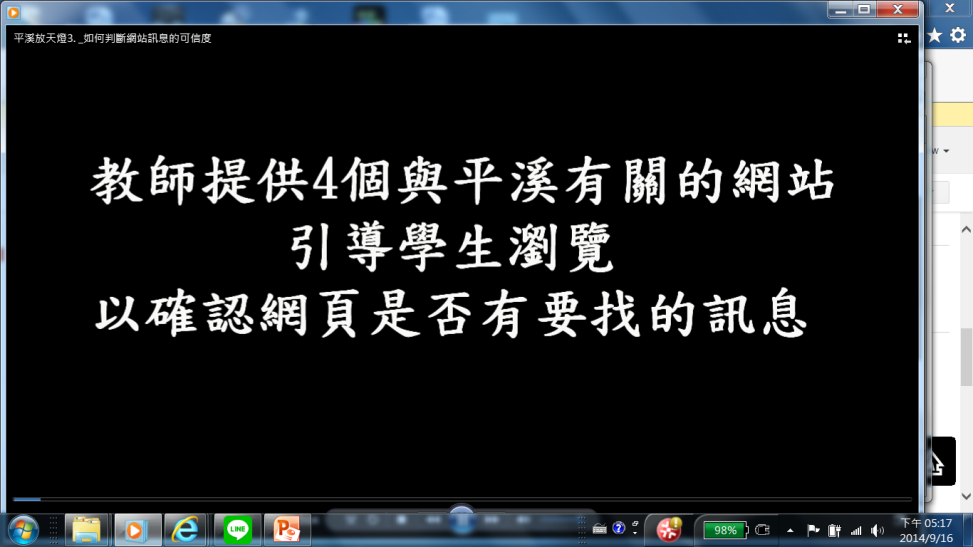 平溪放天燈3. _如何判斷網站訊息的可信度
教師提供4個與平溪有關的網站
引導學生瀏覽
以確認網頁是否有要找的訊息
LINE
98%
下午 05:17
2014/9/16